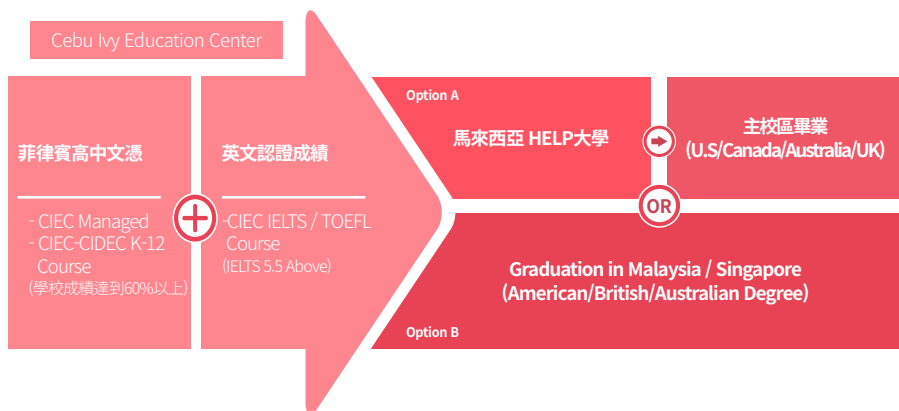 Cebu Ivy Education Center
菲律賓高中文憑
- CIEC Managed
- CIEC-CIDEC K-12
Course
(學校成績達到60%以上)
英文認證成績
-CIEC IELTS / TOEFL
Course
(IELTS 5.5 Above)
Option A
馬來西亞 HELP大學
主校區畢業
(U.S/Canada/Australia/UK)
OR
Graduation in Malaysia / Singapore
(American/British/Australian Degree)
Option B